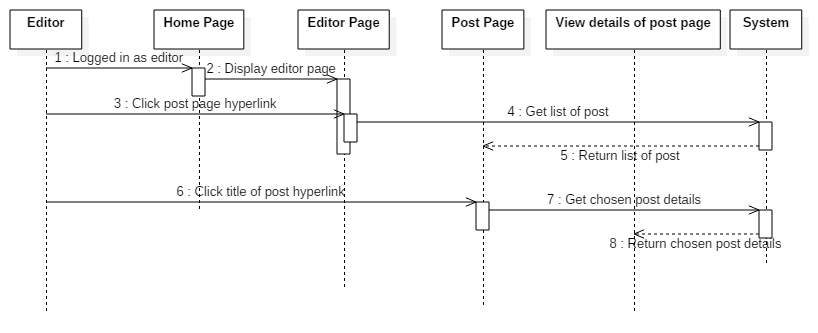 Editor
Home Page
Editor Page
Post Page
View details of post page
System
1 : Logged in as editor
2 : Display editor page
3 : Click post page hyperlink
4 : Get list of post
5 : Return list of post
6 : Click title of post hyperlink
7 : Get chosen post details
8 : Return chosen post details